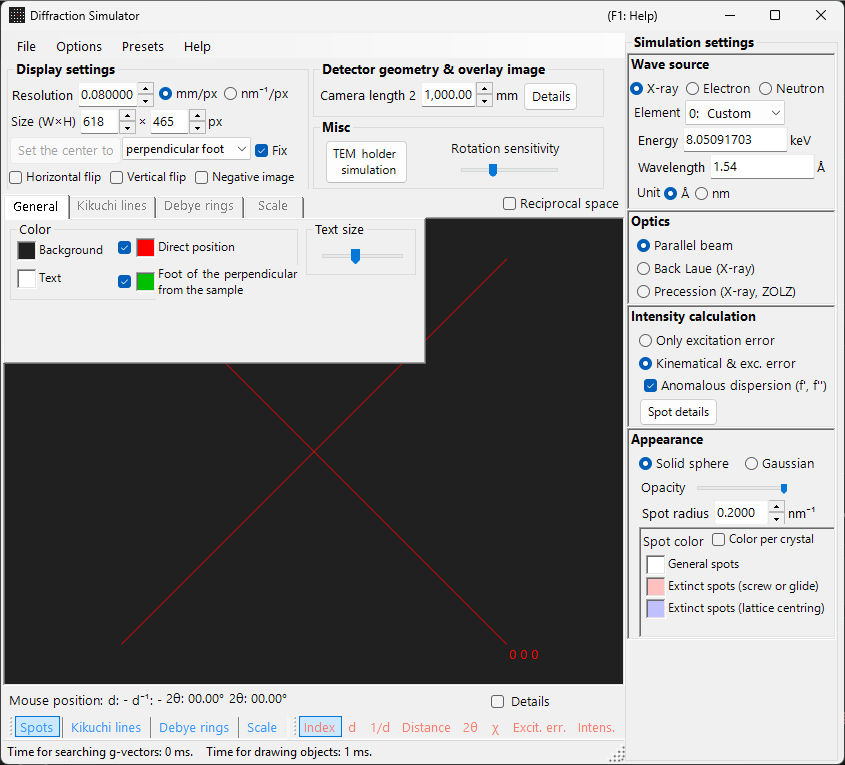 Diffraction Simulator
(F1: Help)
File Options Presets Help
Display settings
Resolution 0.080000 mm/px nm⁻¹/px
Size (W×H) 618 × 465 px
Set the center to perpendicular foot Fix
Horizontal flip Vertical flip Negative image
Detector geometry & overlay image
Camera length 2 1,000.00 mm Details
Misc
TEM holder
simulation
Rotation sensitivity
General Kikuchi lines Debye rings Scale
Reciprocal space
Color
Background Direct position
Text Foot of the perpendicular
from the sample
Text size
0 0 0
Mouse position: d: - d⁻¹: - 2θ: 00.00° 2θ: 00.00°
Details
Spots Kikuchi lines Debye rings Scale Index d 1/d Distance 2θ χ Excit. err. Intens.
Time for searching g-vectors: 0 ms. Time for drawing objects: 1 ms.
Simulation settings
Wave source
X-ray Electron Neutron
Element 0: Custom
Energy 8.05091703 keV
Wavelength 1.54 Å
Unit Å nm
Optics
Parallel beam
Back Laue (X-ray)
Precession (X-ray, ZOLZ)
Intensity calculation
Only excitation error
Kinematical & exc. error
Anomalous dispersion (f', f'')
Spot details
Appearance
Solid sphere Gaussian
Opacity
Spot radius 0.2000 nm⁻¹
Spot color Color per crystal
General spots
Extinct spots (screw or glide)
Extinct spots (lattice centring)